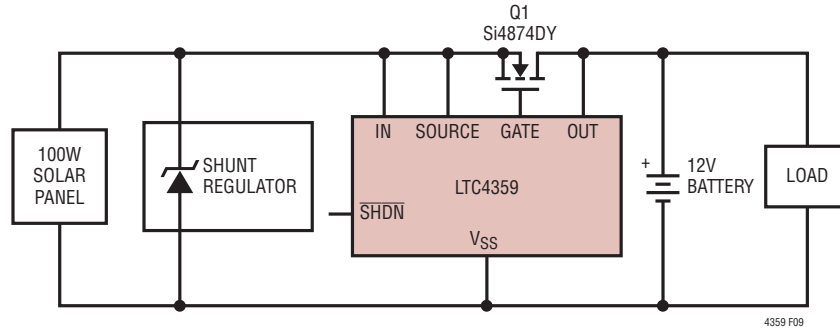 Q1
Si4874DY
IN SOURCE GATE OUT
100W
SOLAR
PANEL
SHUNT
REGULATOR
LTC4359
SHDN
VSS
+
12V
BATTERY
LOAD
4359 F09